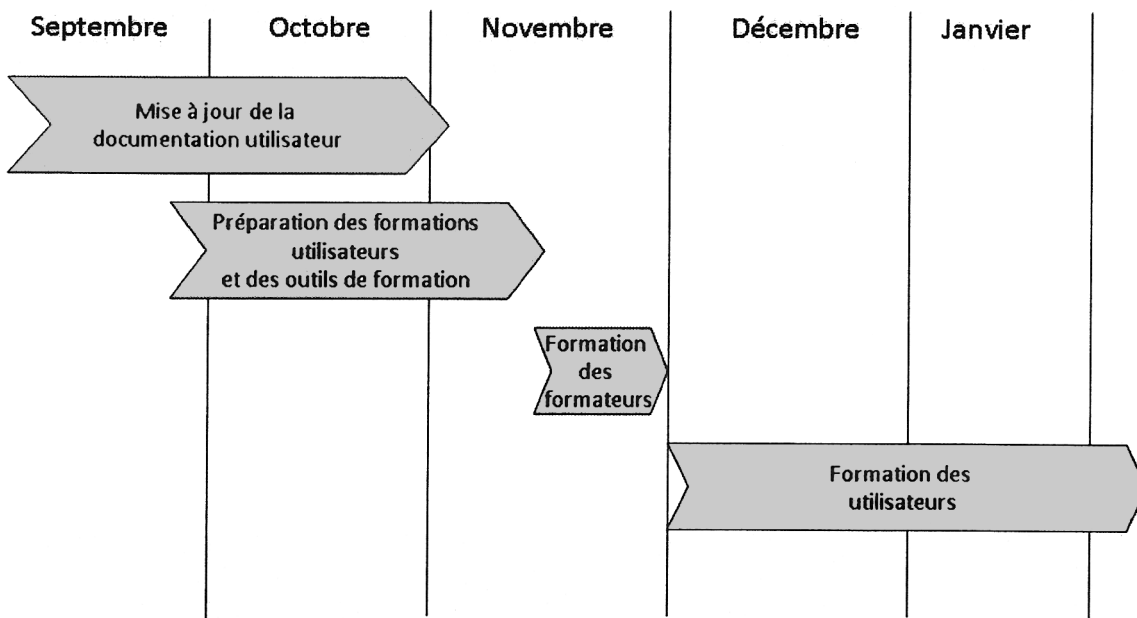 Septembre Octobre Novembre Décembre Janvier
Mise à jour de la
documentation utilisateur
Préparation des formations
utilisateurs
et des outils de formation
Formation
des
formateurs
Formation des
utilisateurs